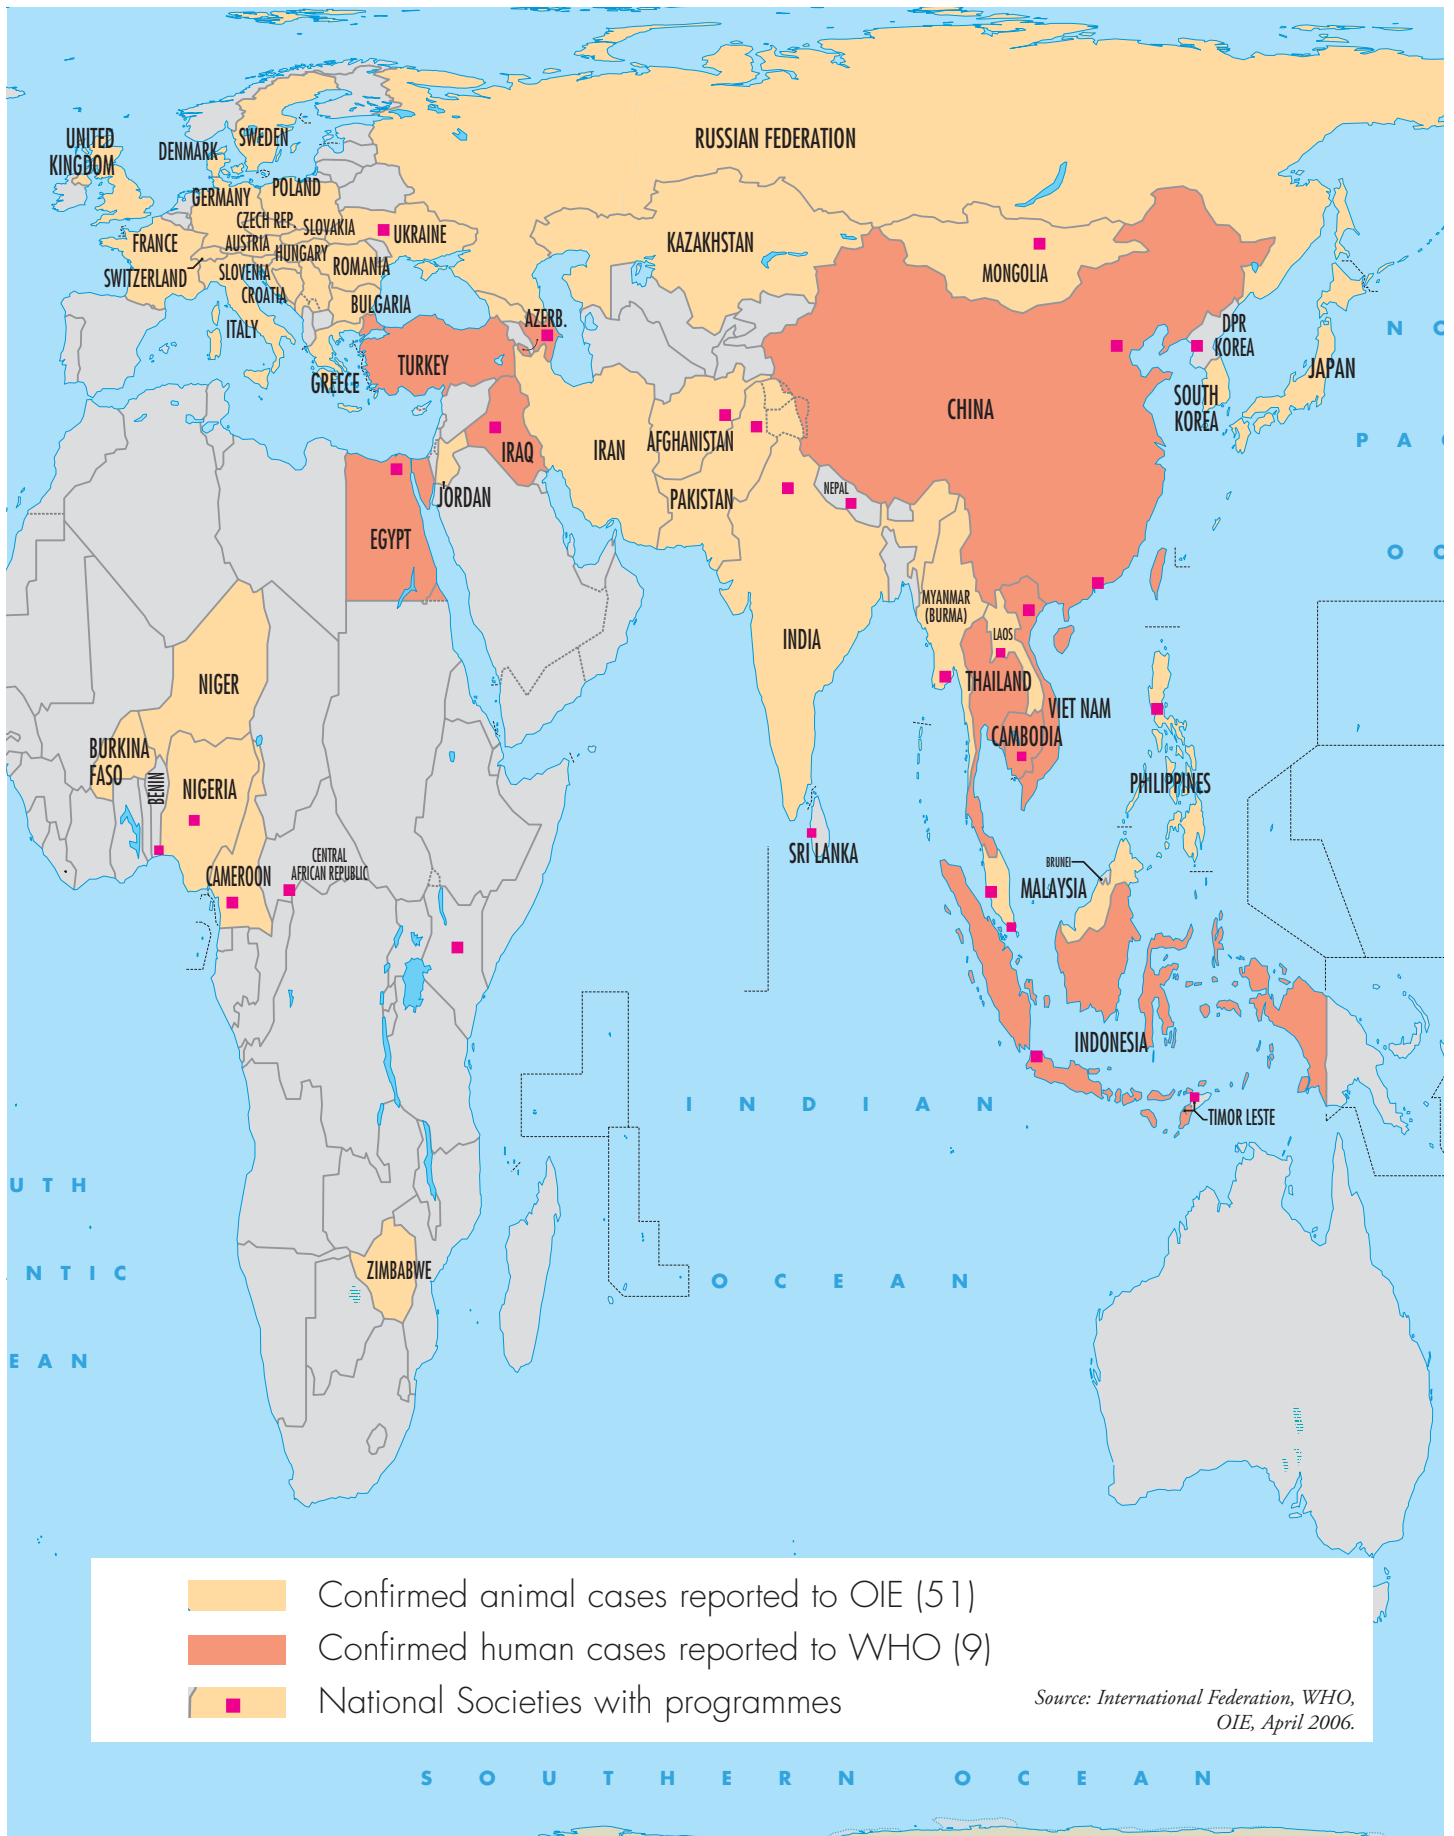 UNITED
KINGDOM
DENMARK
SWEDEN
RUSSIAN FEDERATION
GERMANY
POLAND
CZECH REP.
SLOVAKIA
UKRAINE
FRANCE
AUSTRIA
HUNGARY
KAZAKHSTAN
MONGOLIA
SWITZERLAND
SLOVENIA
ROMANIA
CROATIA
BULGARIA
ITALY
AZERB.
DPR
KOREA
N O
TURKEY
GREECE
JAPAN
SOUTH
KOREA
CHINA
IRAQ
IRAN
AFGHANISTAN
P A C
JORDAN
PAKISTAN
NEPAL
EGYPT
O C
MYANMAR
(BURMA)
INDIA
LAOS
NIGER
THAILAND
VIET NAM
BURKINA
FASO
BENIN
NIGERIA
CAMBODIA
PHILIPPINES
SRI LANKA
CENTRAL
AFRICAN REPUBLIC
CAMEROON
BRUNEI
MALAYSIA
INDONESIA
I N D I A N
TIMOR LESTE
U T H
ZIMBABWE
N T I C
O C E A N
E A N
Confirmed animal cases reported to OIE (51)
Confirmed human cases reported to WHO (9)
National Societies with programmes
Source: International Federation, WHO,
OIE, April 2006.
S O U T H E R N O C E A N